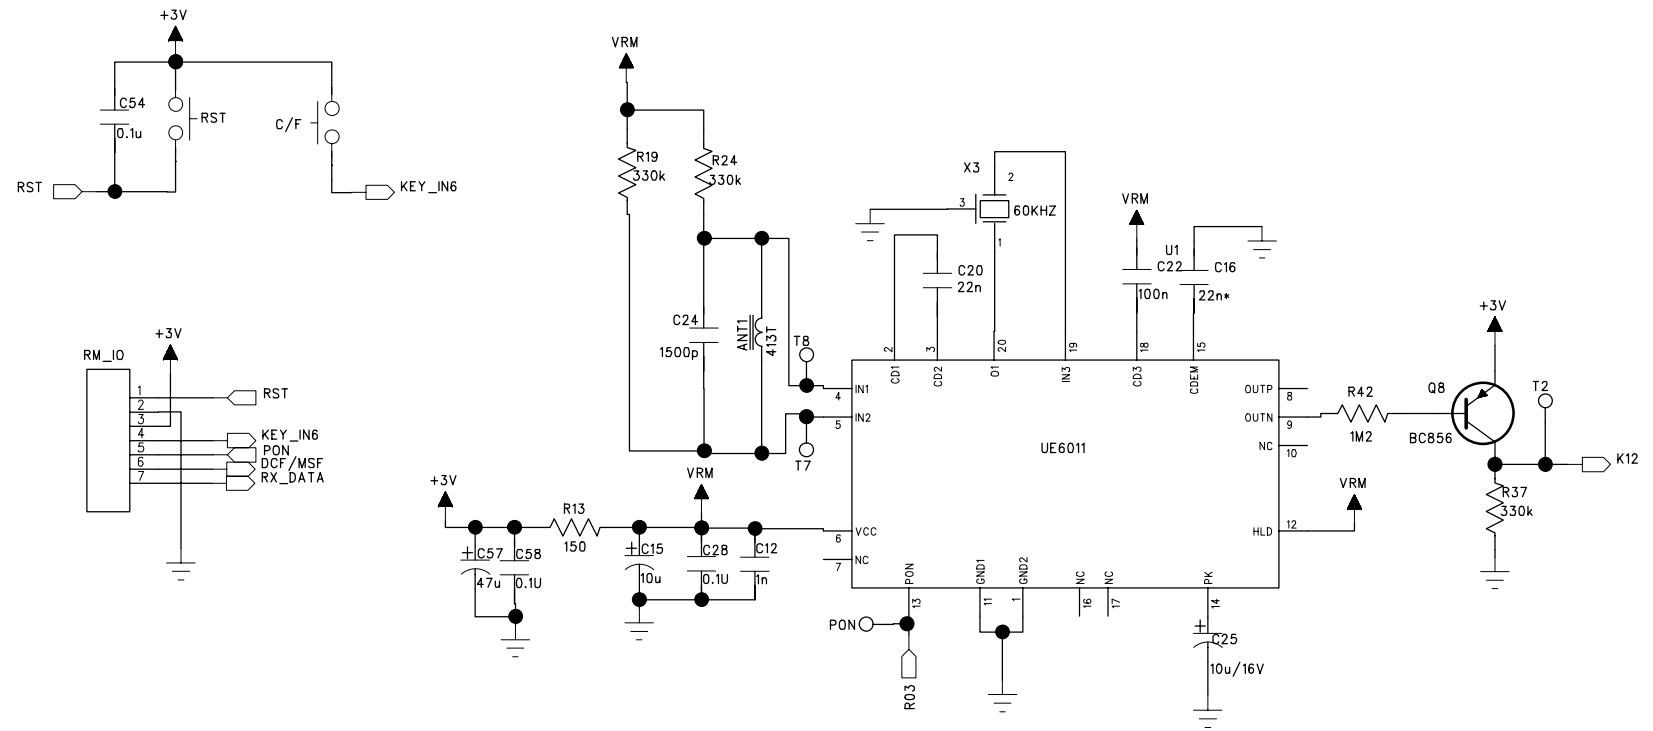 +3V
C54
0.1u
RST
C/F
RST
KEY_IN6
VRM
R19
330k
R24
330k
C24
1500p
ANT1
413T
T8
T7
X3
2
3
60KHZ
1
C20
22n
VRM
C22
100n
U1
C16
22n*
2
3
20
19
18
15
CD1
CD2
O1
IN3
CD3
CDEM
IN1
4
IN2
5
VCC
6
NC
7
UE6011
OUTP
8
OUTN
9
NC
10
HLD
12
VRM
PON
GND1
GND2
NC
NC
PK
13
11
1
16
17
14
PON
R03
C25
10u/16V
R42
1M2
Q8
BC856
+3V
T2
K12
R37
330k
+3V
RM_IO
1
2
3
4
5
6
7
RST
KEY_IN6
PON
DCF/MSF
RX_DATA
+3V
R13
150
VRM
C57
47u
C58
0.1U
C15
10u
C28
0.1U
C12
1n